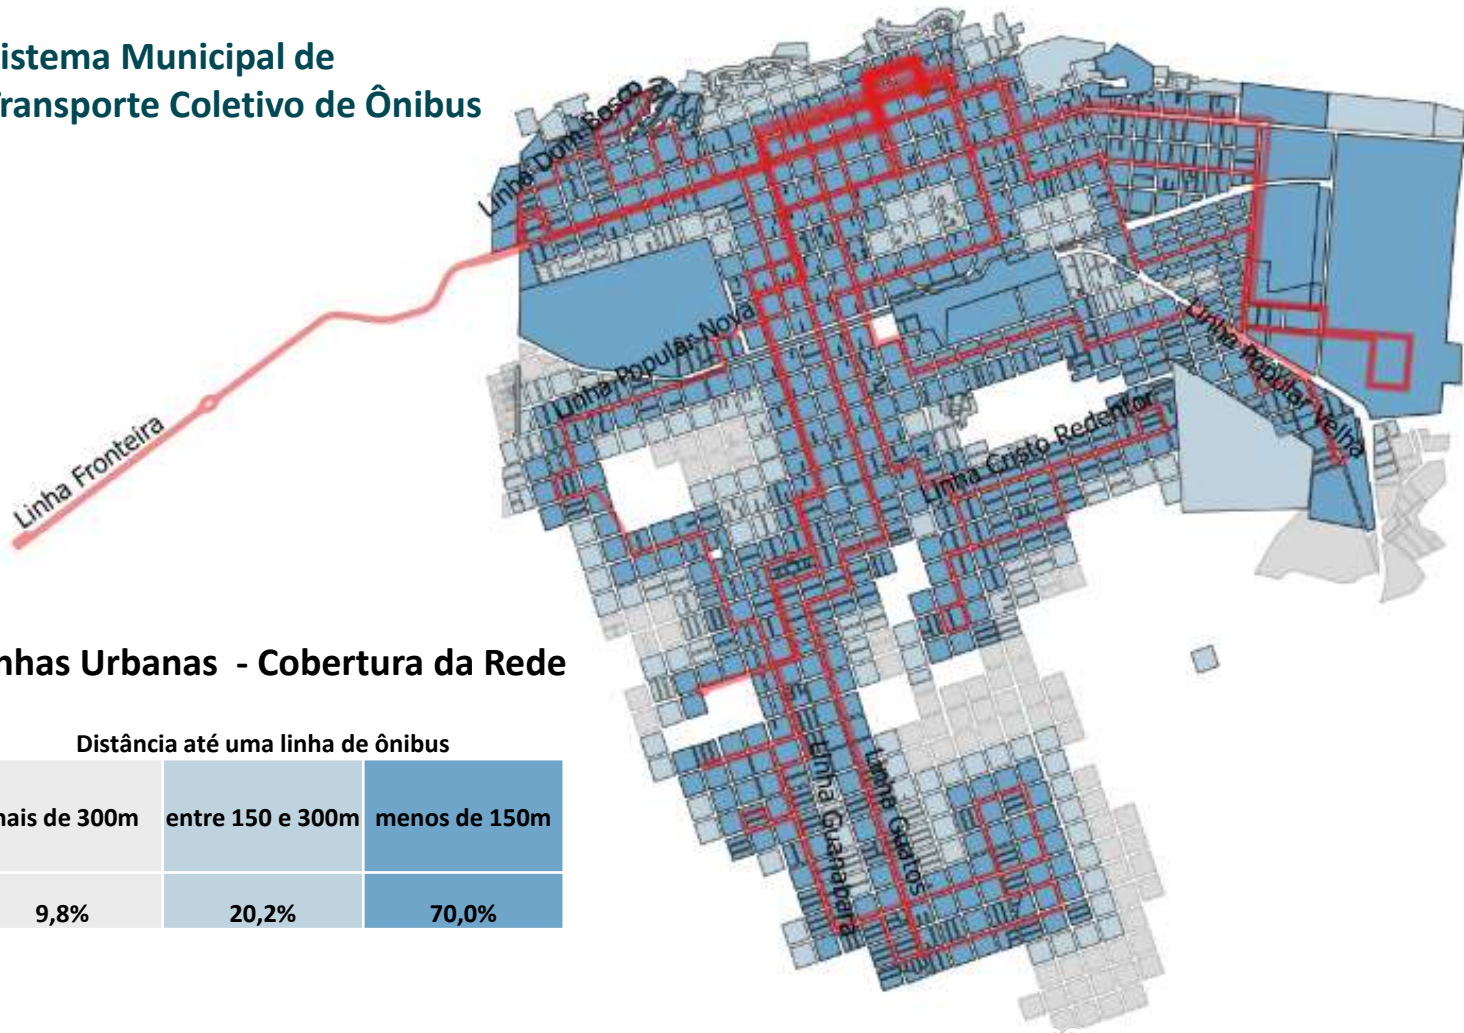 istema Municipal de
ransporte Coletivo de Ônibus
Linha Dom Bosco
Linha Popular Nova
Linha Popular Velha
Linha Fronteira
Linha Cristo Redentor
nhas Urbanas - Cobertura da Rede
Linha Guanabara
Linha Guatós
Distância até uma linha de ônibus
ais de 300m entre 150 e 300m menos de 150m
9,8% 20,2% 70,0%